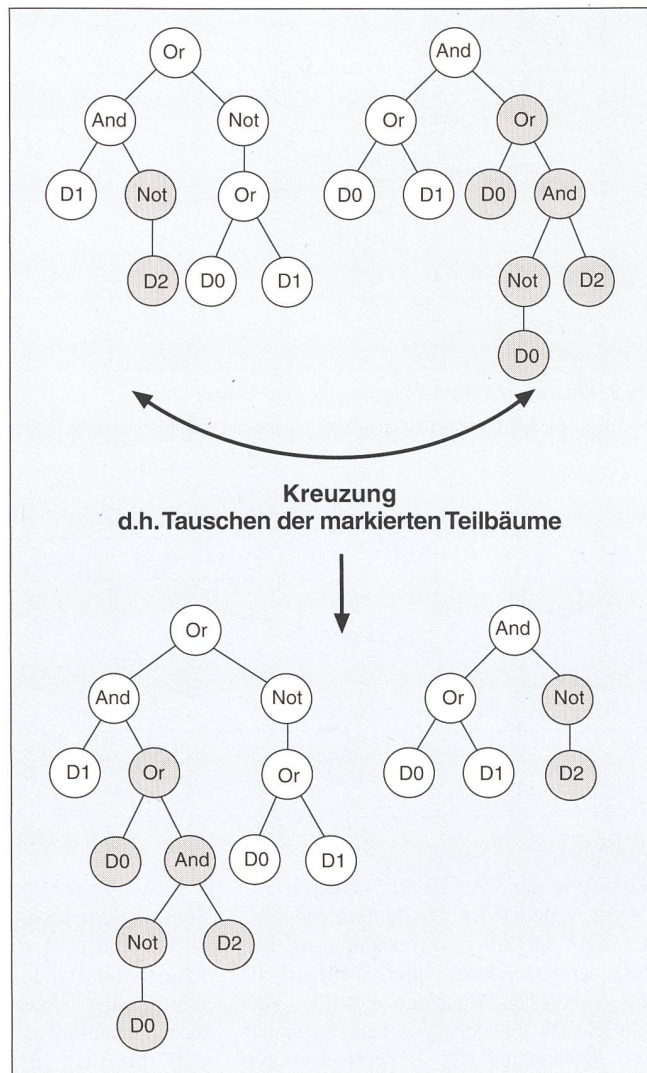 Or And
And Not Or Or
D1 Not Or D0 D1 D0 And
D2 D0 D1 Not D2
D0
Kreuzung
d.h. Tauschen der markierten Teilbäume
Or And
And Not Or Not
D1 Or Or D0 D1 D2
D0 And D0 D1
Not D2
D0